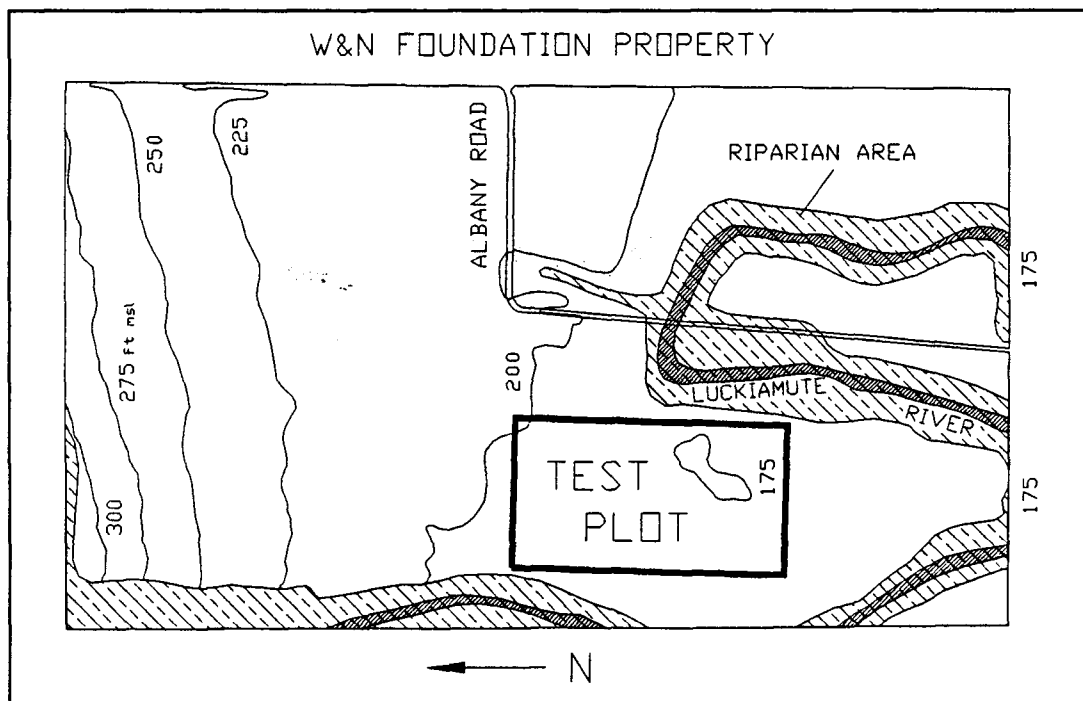 W&N FOUNDATION PROPERTY
250
225
ALBANY ROAD
RIPARIAN AREA
175
275 ft msl
200
LUCKIAMUTE
RIVER
300
TEST
PLOT
175
175
N